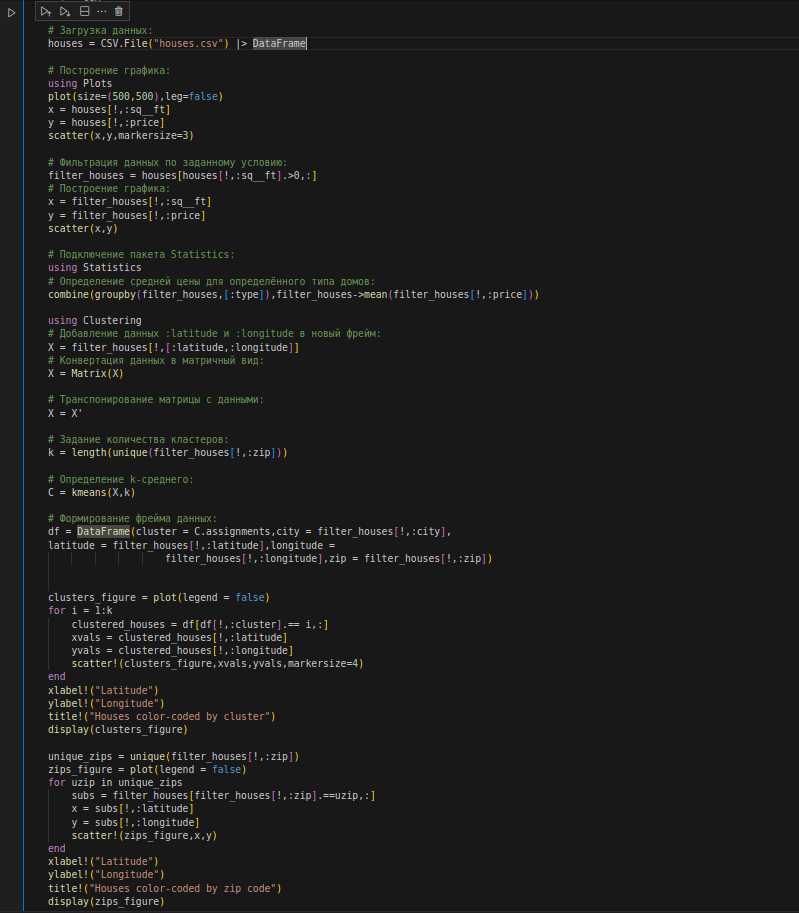 # Загрузка данных:
houses = CSV.File("houses.csv") |> DataFrame
# Построение графика:
using Plots
plot(size=(500,500),leg=false)
x = houses[!,:sq__ft]
y = houses[!,:price]
scatter(x,y,markersize=3)
# Фильтрация данных по заданному условию:
filter_houses = houses[houses[!,:sq__ft].>0,:]
# Построение графика:
x = filter_houses[!,:sq__ft]
y = filter_houses[!,:price]
scatter(x,y)
# Подключение пакета Statistics:
using Statistics
# Определение средней цены для определённого типа домов:
combine(groupby(filter_houses,[:type]),filter_houses->mean(filter_houses[!,:price]))
using Clustering
# Добавление данных :latitude и :longitude в новый фрейм:
X = filter_houses[!,[:latitude,:longitude]]
# Конвертация данных в матричный вид:
X = Matrix(X)
# Транспонирование матрицы с данными:
X = X'
# Задание количества кластеров:
k = length(unique(filter_houses[!,:zip]))
# Определение k-среднего:
C = kmeans(X,k)
# Формирование фрейма данных:
df = DataFrame(cluster = C.assignments,city = filter_houses[!,:city],
latitude = filter_houses[!,:latitude],longitude =
filter_houses[!,:longitude],zip = filter_houses[!,:zip])
clusters_figure = plot(legend = false)
for i = 1:k
clustered_houses = df[df[!,:cluster].== i,:]
xvals = clustered_houses[!,:latitude]
yvals = clustered_houses[!,:longitude]
scatter!(clusters_figure,xvals,yvals,markersize=4)
end
xlabel!("Latitude")
ylabel!("Longitude")
title!("Houses color-coded by cluster")
display(clusters_figure)
unique_zips = unique(filter_houses[!,:zip])
zips_figure = plot(legend = false)
for uzip in unique_zips
subs = filter_houses[filter_houses[!,:zip].==uzip,:]
x = subs[!,:latitude]
y = subs[!,:longitude]
scatter!(zips_figure,x,y)
end
xlabel!("Latitude")
ylabel!("Longitude")
title!("Houses color-coded by zip code")
display(zips_figure)